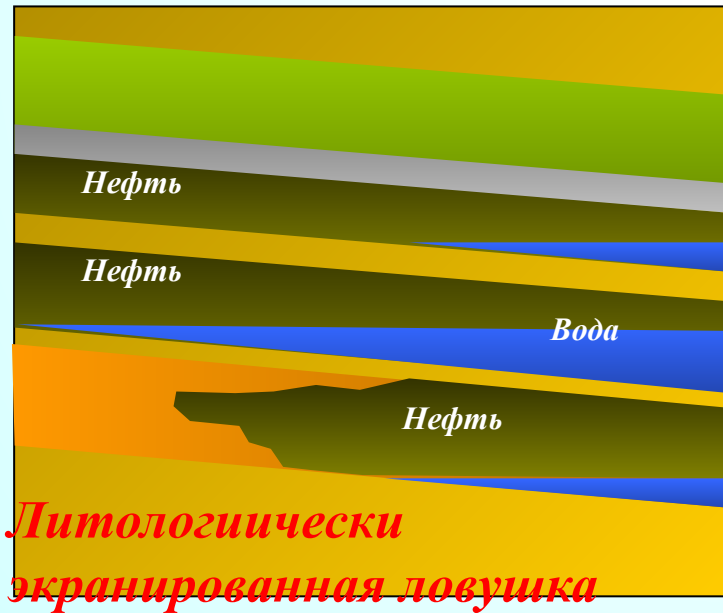 Нефть
Нефть
Вода
Нефть
Литологиически
экранированная ловушка